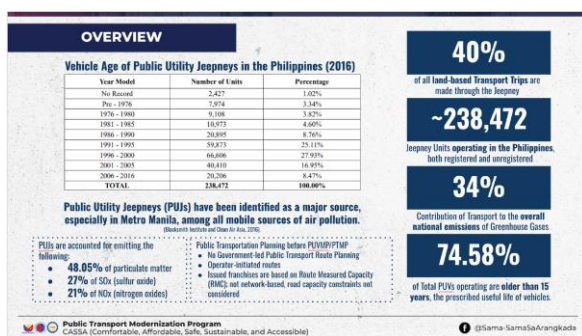 OVERVIEW
Vehicle Age of Public Utility Jeepneys in the Philippines (2016)
Year Model Number of Units Percentage
No Record 2,427 1.02%
Pre - 1976 7,974 3.34%
1976 - 1980 9,108 3.82%
1981 - 1985 10,973 4.60%
1986 - 1990 20,895 8.76%
1991 - 1995 59,873 25.11%
1996 - 2000 66,606 27.93%
2001 - 2005 40,410 16.95%
2006 - 2016 20,206 8.47%
TOTAL 238,472 100.00%
Public Utility Jeepneys (PUJs) have been identified as a major source,
especially in Metro Manila, among all mobile sources of air pollution.
(Blacksmith Institute and Clean Air Asia, 2016).
PUJs are accounted for emitting the
following:
• 48.05% of particulate matter
• 27% of SOx (sulfur oxide)
• 21% of NOx (nitrogen oxides)
Public Transportation Planning before PUVMP/PTMP
• No Government-led Public Transport Route Planning
• Operator-initiated routes
• Issued franchises are based on Route Measured Capacity
(RMC); not network-based, road capacity constraints not
considered
40%
of all land-based Transport Trips are
made through the Jeepney
~238,472
Jeepney Units operating in the Philippines,
both registered and unregistered
34%
Contribution of Transport to the overall
national emissions of Greenhouse Gases
74.58%
of Total PUVs operating are older than 15
years, the prescribed useful life of vehicles.
Public Transport Modernization Program
CASSA (Comfortable, Affordable, Safe, Sustainable, and Accessible)
@Sama-SamaSaArangkada